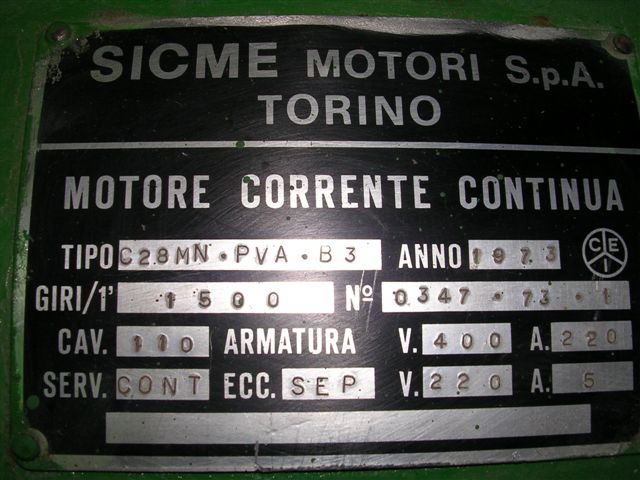 SICME MOTORI S.p.A.
TORINO
MOTORE CORRENTE CONTINUA
TIPO C28MN·PVA·B3 ANNO 1973 CEI
GIRI/1' 1500 Nº 0347·73·1
CAV. 110 ARMATURA V. 400 A. 220
SERV. CONT ECC. SEP V. 220 A. 5